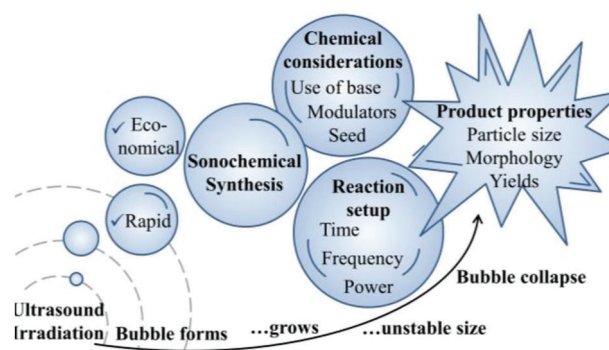 Chemical
considerations
Use of base
Modulators
Seed
Product properties
Particle size
Morphology
Yields
✓ Eco-
nomical
Sonochemical
Synthesis
✓Rapid
Reaction
setup
Time
Frequency
Power
Bubble collapse
Ultrasound
Irradiation
Bubble forms
...grows
...unstable size